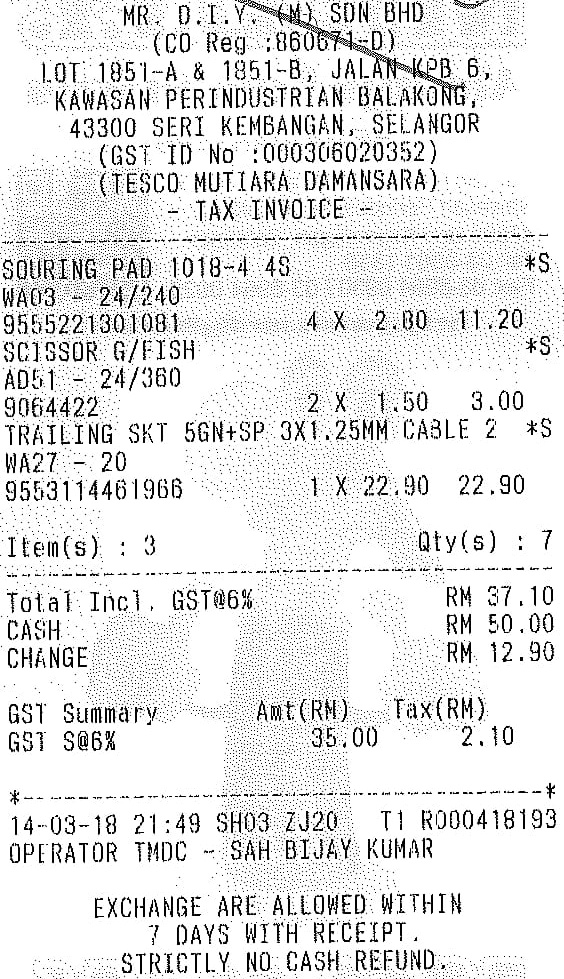 MR. D.I.Y. (M) SDN BHD
(CO Reg :860671-D)
LOT 1851-A & 1851-B, JALAN KPB 6,
KAWASAN PERINDUSTRIAN BALAKONG,
43300 SERI KEMBANGAN, SELANGOR
(GST ID No :000306020352)
(TESCO MUTIARA DAMANSARA)
- TAX INVOICE -
SOURING PAD 1018-4 4S *S
WA03 - 24/240
9555221301081 4 X 2.80 11.20
SCISSOR G/FISH *S
AD51 - 24/360
9064422 2 X 1.50 3.00
TRAILING SKT 5GN+SP 3X1.25MM CABLE 2 *S
WA27 - 20
9553114461966 1 X 22.90 22.90
Item(s) : 3 Qty(s) : 7
Total Incl. GST@6% RM 37.10
CASH RM 50.00
CHANGE RM 12.90
GST Summary Amt(RM) Tax(RM)
GST S@6% 35.00 2.10
*------------------------------------*
14-03-18 21:49 SH03 ZJ20 T1 R000418193
OPERATOR TMDC - SAH BIJAY KUMAR
EXCHANGE ARE ALLOWED WITHIN
7 DAYS WITH RECEIPT.
STRICTLY NO CASH REFUND.